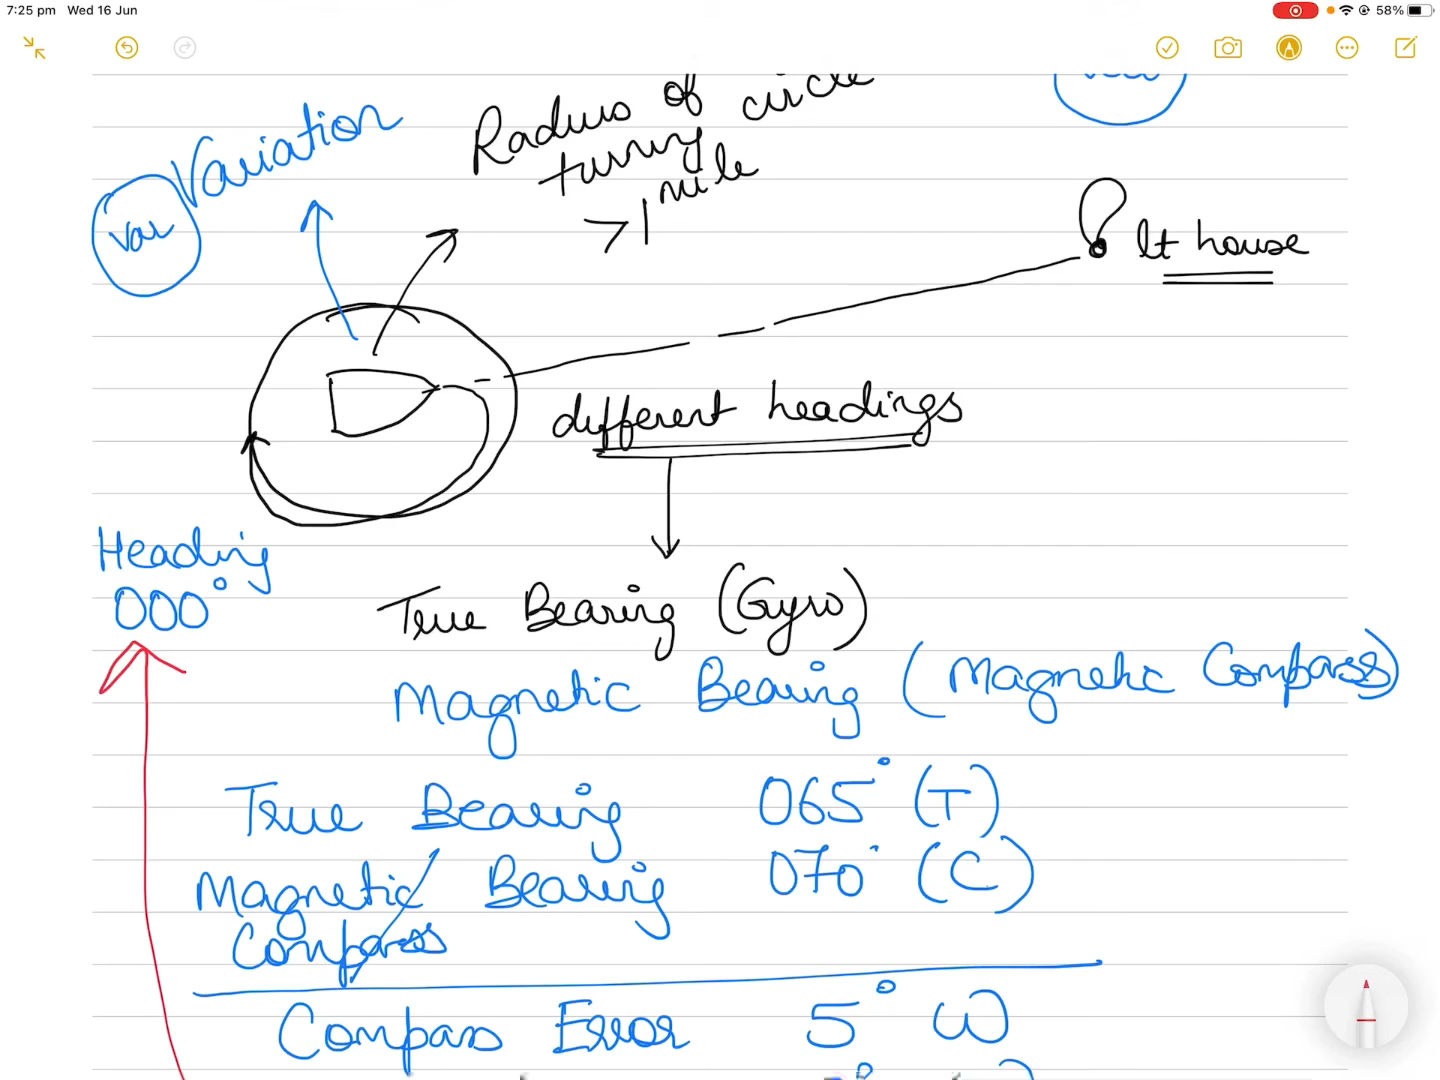 7:25 pm Wed 16 Jun 58%
Variation
Radius of
turning circle
> 1 mile
Var
lt house
different headings
Heading
000°
True Bearing (Gyro)
Magnetic Bearing (Magnetic Compass)
True Bearing 065° (T)
Magnetic/Compass Bearing 070° (C)
Compass Error 5° W